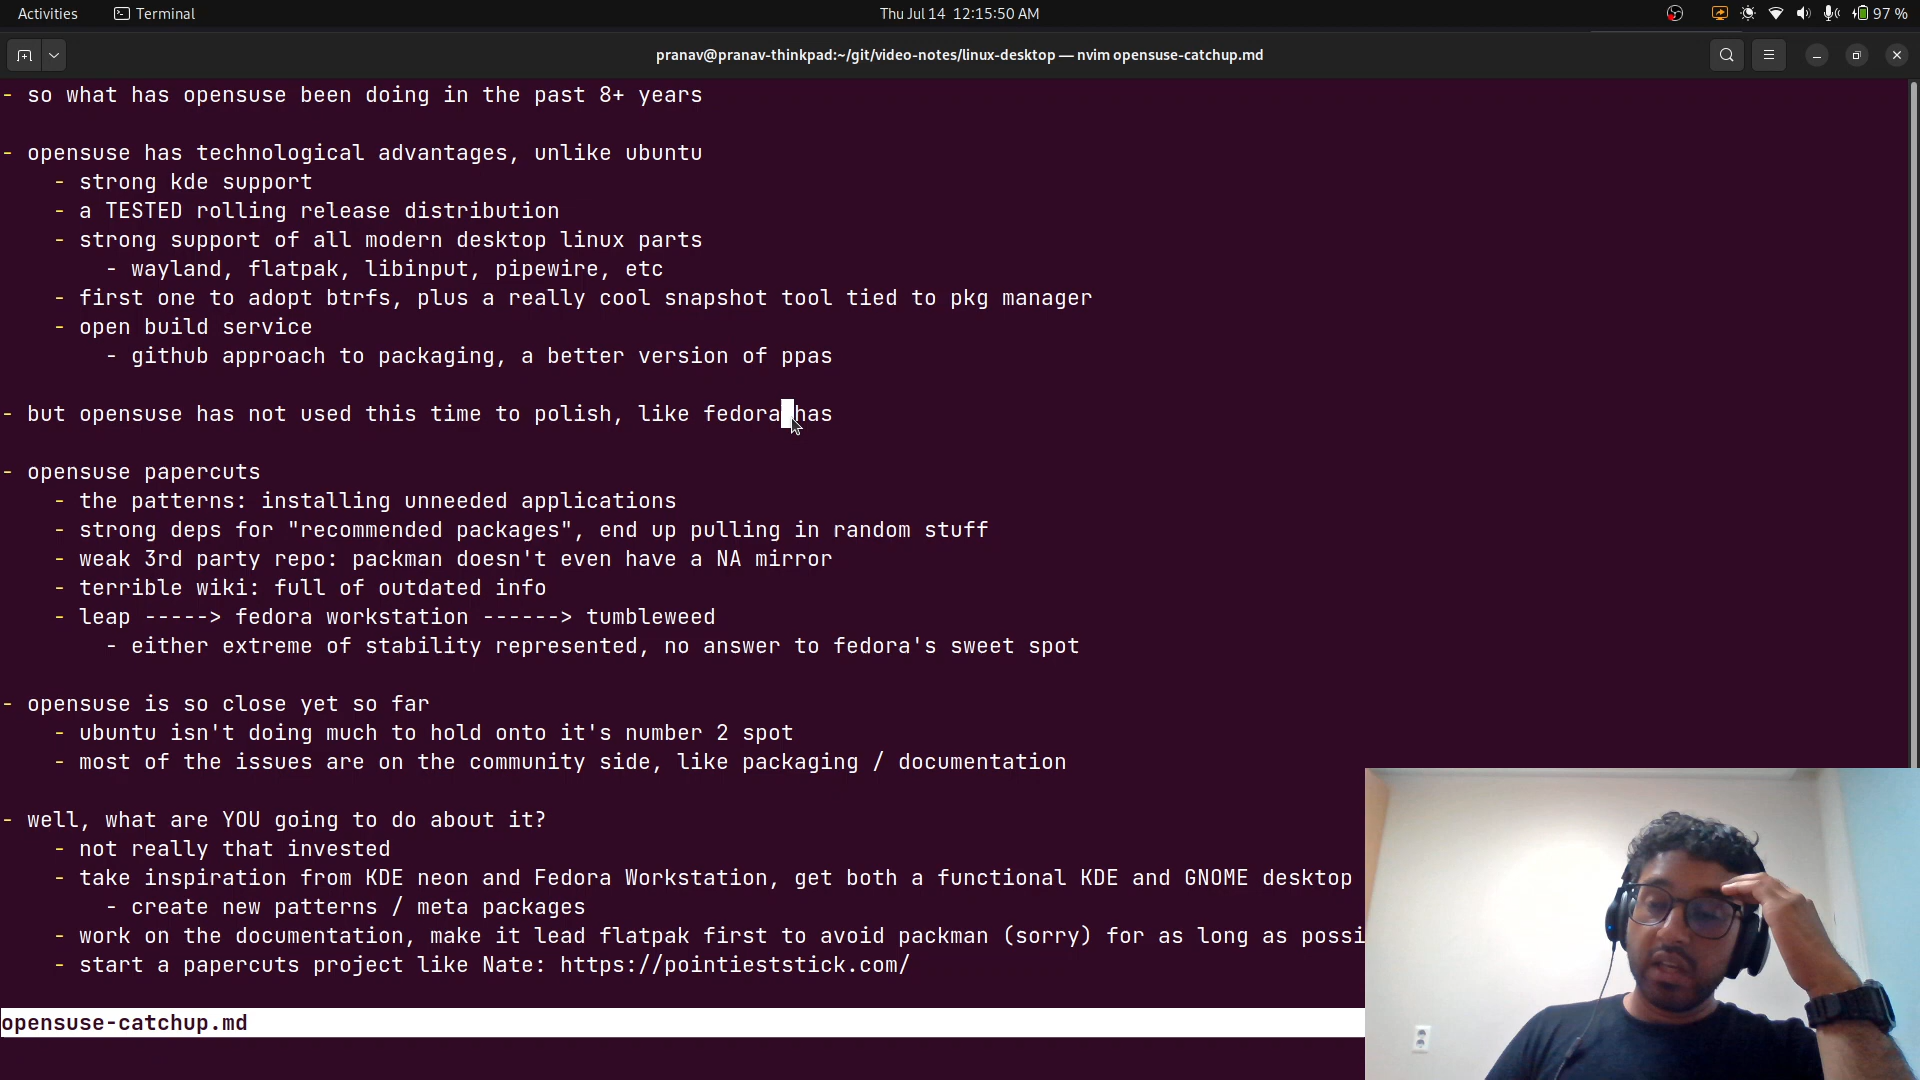 Activities Terminal Thu Jul 14 12:15:50 AM 97 %
pranav@pranav-thinkpad:~/git/video-notes/linux-desktop — nvim opensuse-catchup.md
- so what has opensuse been doing in the past 8+ years
- opensuse has technological advantages, unlike ubuntu
- strong kde support
- a TESTED rolling release distribution
- strong support of all modern desktop linux parts
- wayland, flatpak, libinput, pipewire, etc
- first one to adopt btrfs, plus a really cool snapshot tool tied to pkg manager
- open build service
- github approach to packaging, a better version of ppas
- but opensuse has not used this time to polish, like fedora has
- opensuse papercuts
- the patterns: installing unneeded applications
- strong deps for "recommended packages", end up pulling in random stuff
- weak 3rd party repo: packman doesn't even have a NA mirror
- terrible wiki: full of outdated info
- leap -----> fedora workstation ------> tumbleweed
- either extreme of stability represented, no answer to fedora's sweet spot
- opensuse is so close yet so far
- ubuntu isn't doing much to hold onto it's number 2 spot
- most of the issues are on the community side, like packaging / documentation
- well, what are YOU going to do about it?
- not really that invested
- take inspiration from KDE neon and Fedora Workstation, get both a functional KDE and GNOME desktop
- create new patterns / meta packages
- work on the documentation, make it lead flatpak first to avoid packman (sorry) for as long as possi
- start a papercuts project like Nate: https://pointieststick.com/
opensuse-catchup.md